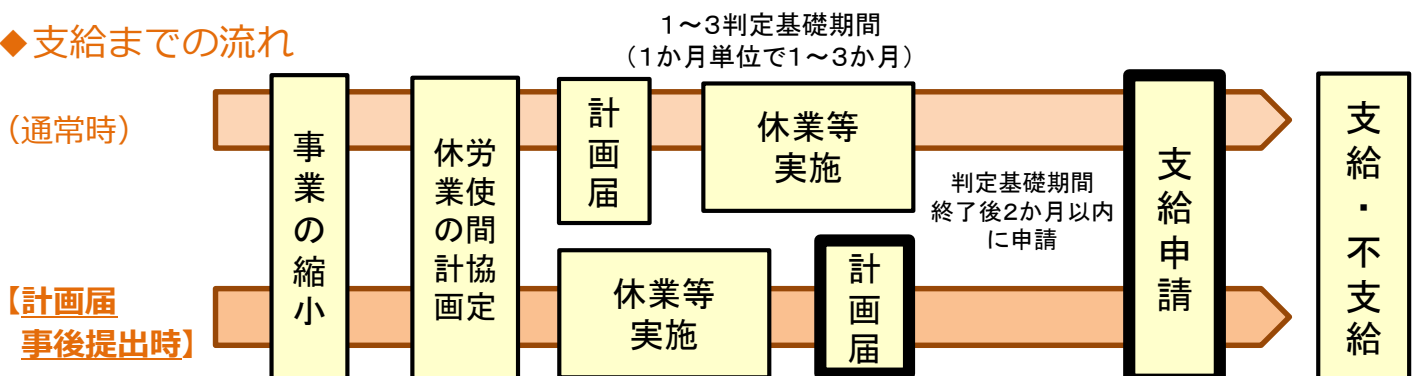 ◆支給までの流れ
1～3判定基礎期間
（1か月単位で1～3か月）
（通常時）
事業の縮小
労使間協定
休業の計画
計画届
休業等
実施
判定基礎期間
終了後2か月以内
に申請
支給申請
支給・不支給
【計画届
事後提出時】
休業等
実施
計画届